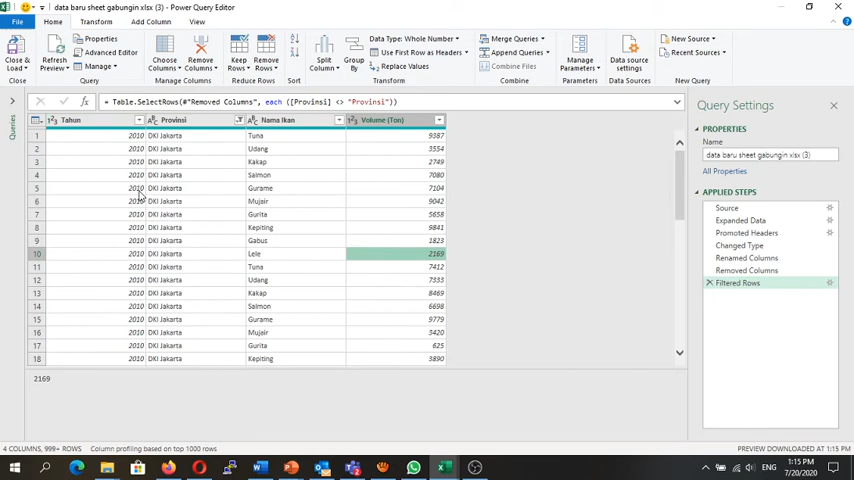 data baru sheet gabungin xlsx (3) - Power Query Editor
File Home Transform Add Column View
Close & Load
Refresh Preview
Properties
Advanced Editor
Manage
Choose Columns
Remove Columns
Keep Rows
Remove Rows
Split Column
Group By
Data Type: Whole Number
Use First Row as Headers
Replace Values
Merge Queries
Append Queries
Combine Files
Manage Parameters
Data source settings
New Source
Recent Sources
Close Query Manage Columns Reduce Rows Sort Transform Combine Parameters Data Sources New Query
= Table.SelectRows(#"Removed Columns", each ([Provinsi] <> "Provinsi"))
Queries
Tahun Provinsi Nama Ikan Volume (Ton)
1 2010 DKI Jakarta Tuna 9387
2 2010 DKI Jakarta Udang 3554
3 2010 DKI Jakarta Kakap 2749
4 2010 DKI Jakarta Salmon 7080
5 2010 DKI Jakarta Gurame 7104
6 2010 DKI Jakarta Mujair 9042
7 2010 DKI Jakarta Gurita 5658
8 2010 DKI Jakarta Kepiting 9841
9 2010 DKI Jakarta Gabus 1823
10 2010 DKI Jakarta Lele 2169
11 2010 DKI Jakarta Tuna 7412
12 2010 DKI Jakarta Udang 7335
13 2010 DKI Jakarta Kakap 8469
14 2010 DKI Jakarta Salmon 6698
15 2010 DKI Jakarta Gurame 9779
16 2010 DKI Jakarta Mujair 3420
17 2010 DKI Jakarta Gurita 625
18 2010 DKI Jakarta Kepiting 3890
2169
Query Settings
PROPERTIES
Name
data baru sheet gabungin xlsx (3)
All Properties
APPLIED STEPS
Source
Expanded Data
Promoted Headers
Changed Type
Renamed Columns
Removed Columns
Filtered Rows
4 COLUMNS, 999+ ROWS Column profiling based on top 1000 rows
PREVIEW DOWNLOADED AT 1:15 PM
ENG
1:15 PM
7/20/2020